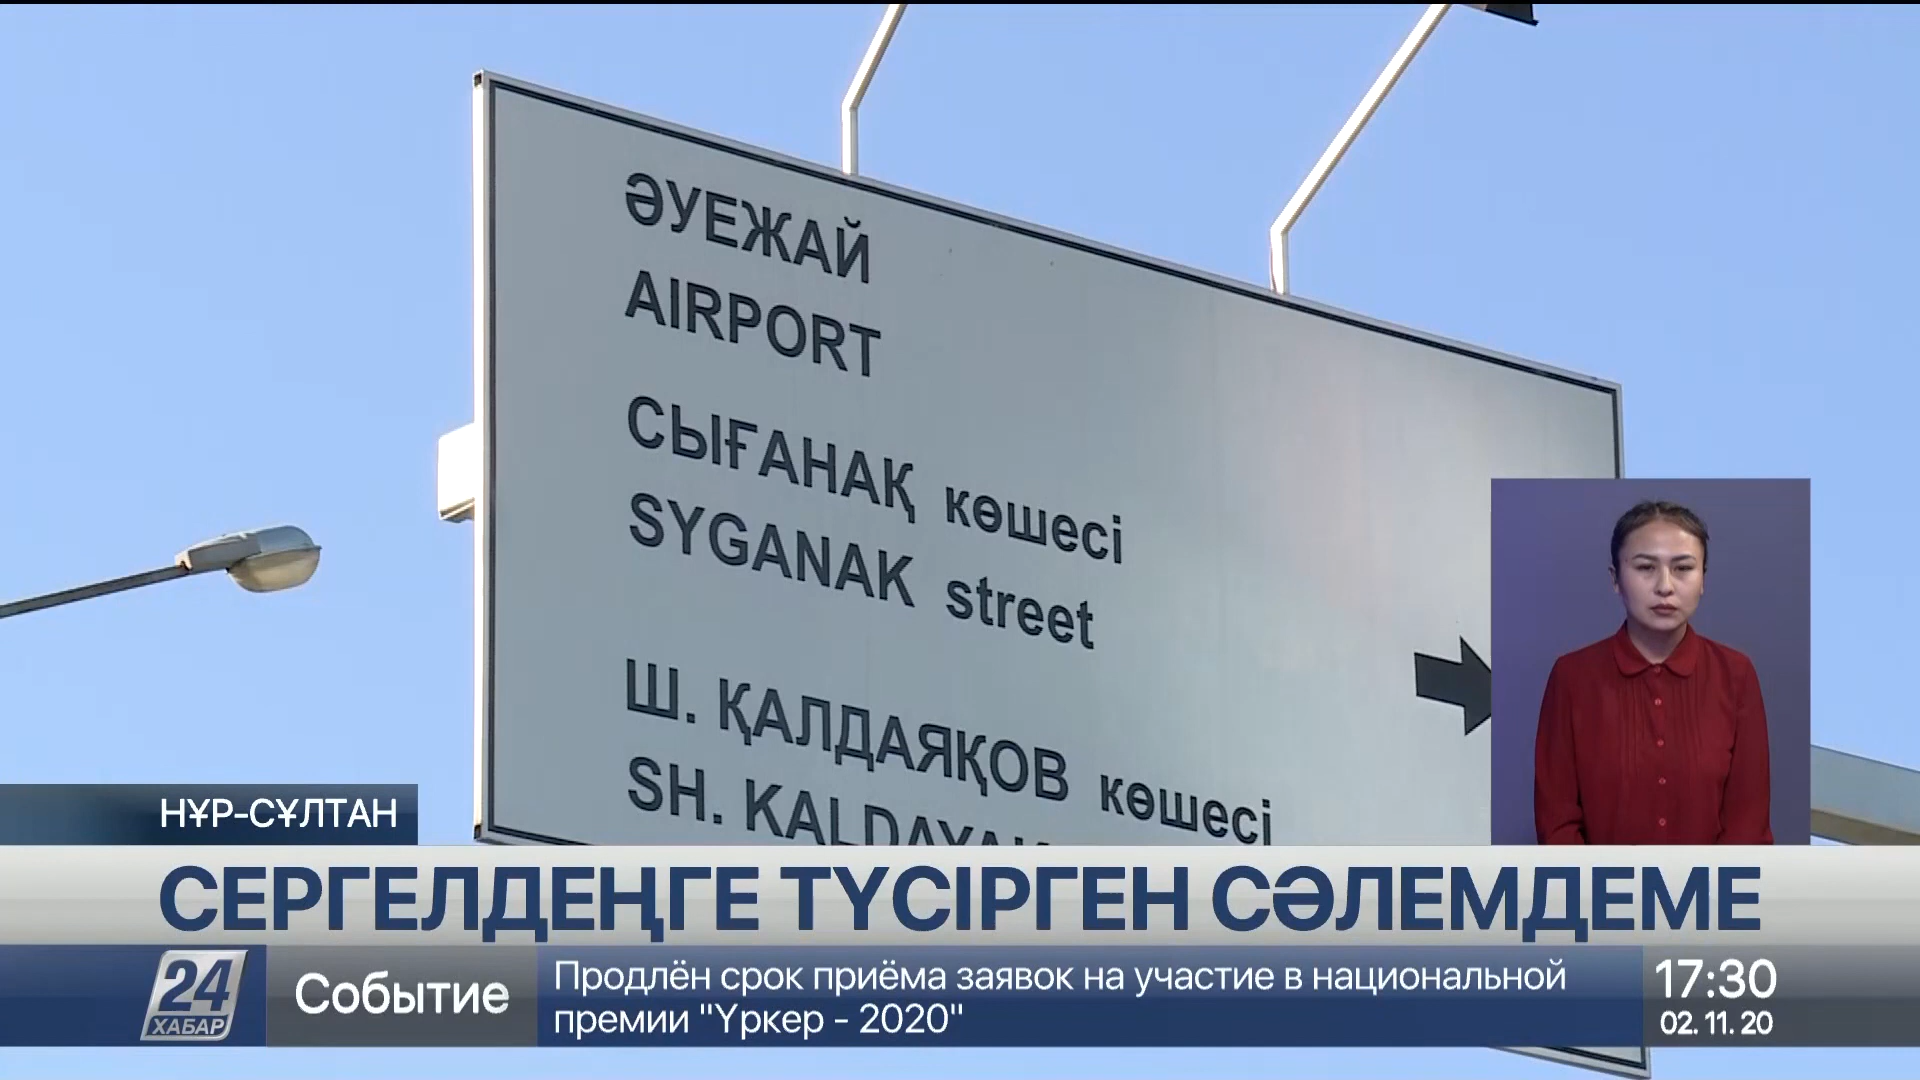 ӘУЕЖАЙ
AIRPORT
СЫҒАНАҚ көшесі
SYGANAK street
Ш. ҚАЛДАЯҚОВ көшесі
SH.
НҰР-СҰЛТАН
СЕРГЕЛДЕҢГЕ ТҮСІРГЕН СӘЛЕМДЕМЕ
24
ХАБАР
Событие
Продлён срок приёма заявок на участие в национальной
премии "Үркер - 2020"
17:30
02. 11. 20